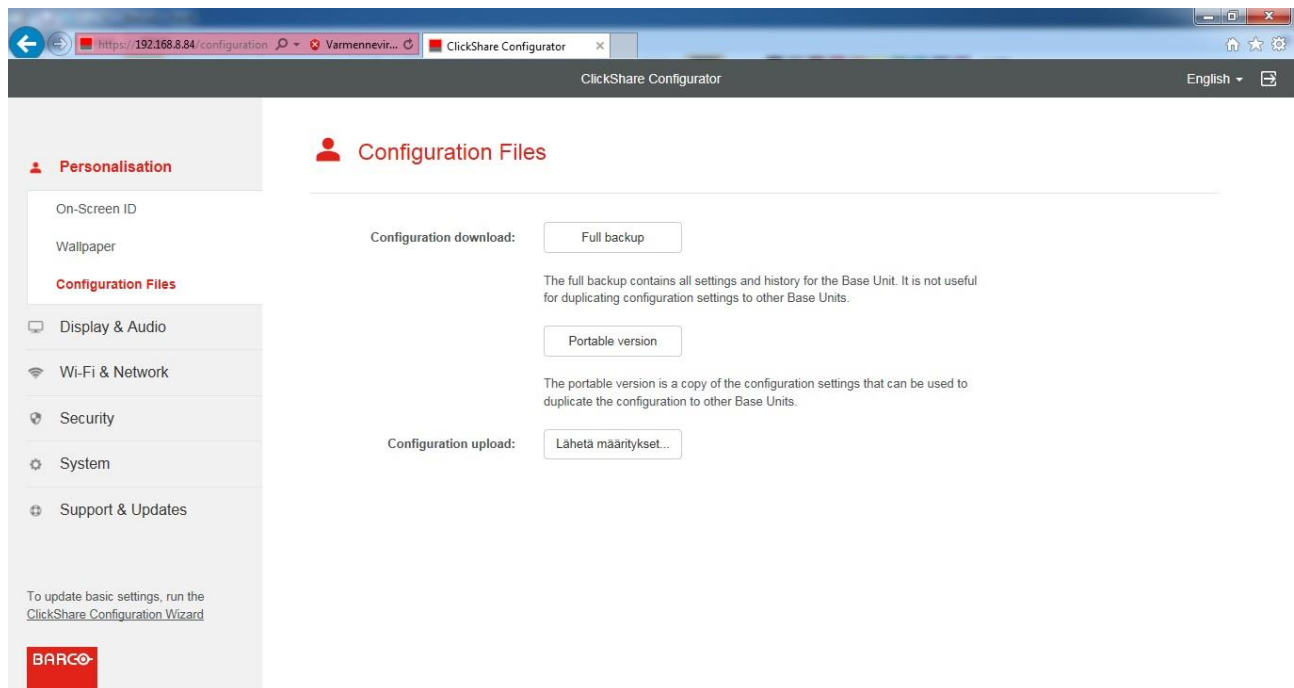 https://192.168.8.84/configuration
Varmennevir...
ClickShare Configurator
ClickShare Configurator
English
Personalisation
On-Screen ID
Wallpaper
Configuration Files
Display & Audio
Wi-Fi & Network
Security
System
Support & Updates
To update basic settings, run the
ClickShare Configuration Wizard
BARCO
Configuration Files
Configuration download:
Full backup
The full backup contains all settings and history for the Base Unit. It is not useful
for duplicating configuration settings to other Base Units.
Portable version
The portable version is a copy of the configuration settings that can be used to
duplicate the configuration to other Base Units.
Configuration upload:
Lähetä määritykset...